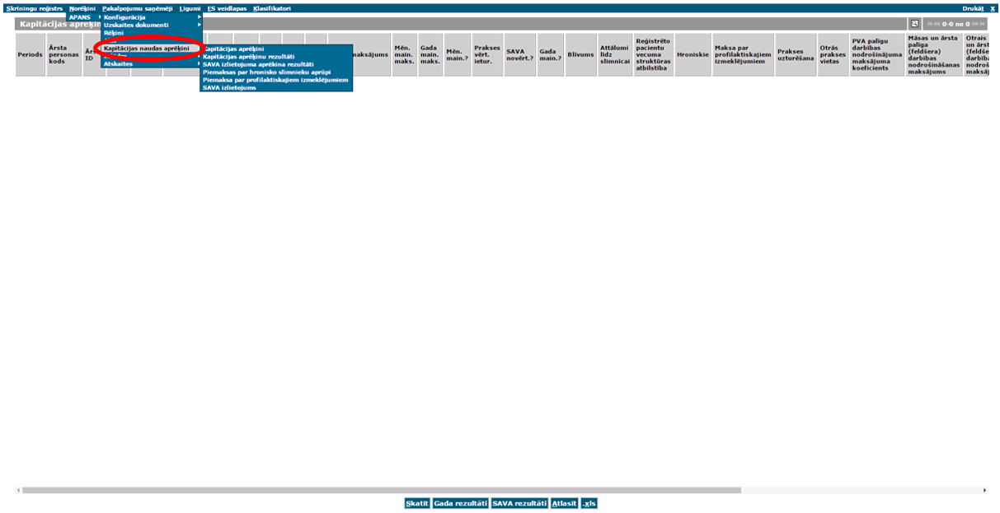 Skrīningu reģistrs Norēķini Pakalpojumu saņēmēji Līgumi ES veidlapas Klasifikatori Drukāt X
Kapitācijas aprēķin
0-0 no 0
APANS
Konfigurācija
Uzskaites dokumenti
Rēķini
Kapitācijas naudas aprēķini
Atskaites
Kapitācijas aprēķini
Kapitācijas aprēķinu rezultāti
SAVA izlietojuma aprēķina rezultāti
Piemaksas par hronisko slimnieku aprūpi
Piemaksa par profilaktiskajiem izmeklējumiem
SAVA izlietojums
Periods
Ārsta
personas
kods
Ārs
ID
maksājums
Mēn.
main.
maks.
Gada
main.
maks.
Mēn.
main.?
Prakses
vērt.
ietur.
SAVA
novērt.?
Gada
main.?
Blīvums
Attālumi
līdz
slimnīcai
Reģistrēto
pacientu
vecuma
struktūras
atbilstība
Hroniskie
Maksa par
profilaktiskajiem
izmeklējumiem
Prakses
uzturēšana
Otrās
prakses
vietas
PVA palīgu
darbības
nodrošinājuma
maksājuma
koeficients
Māsas un ārsta
palīga
(feldšera)
darbības
nodrošināšanas
maksājums
Otrais
un ārst
(feldše
darbība
nodroš
maksāj
Skatīt Gada rezultāti SAVA rezultāti Atlasīt .xls